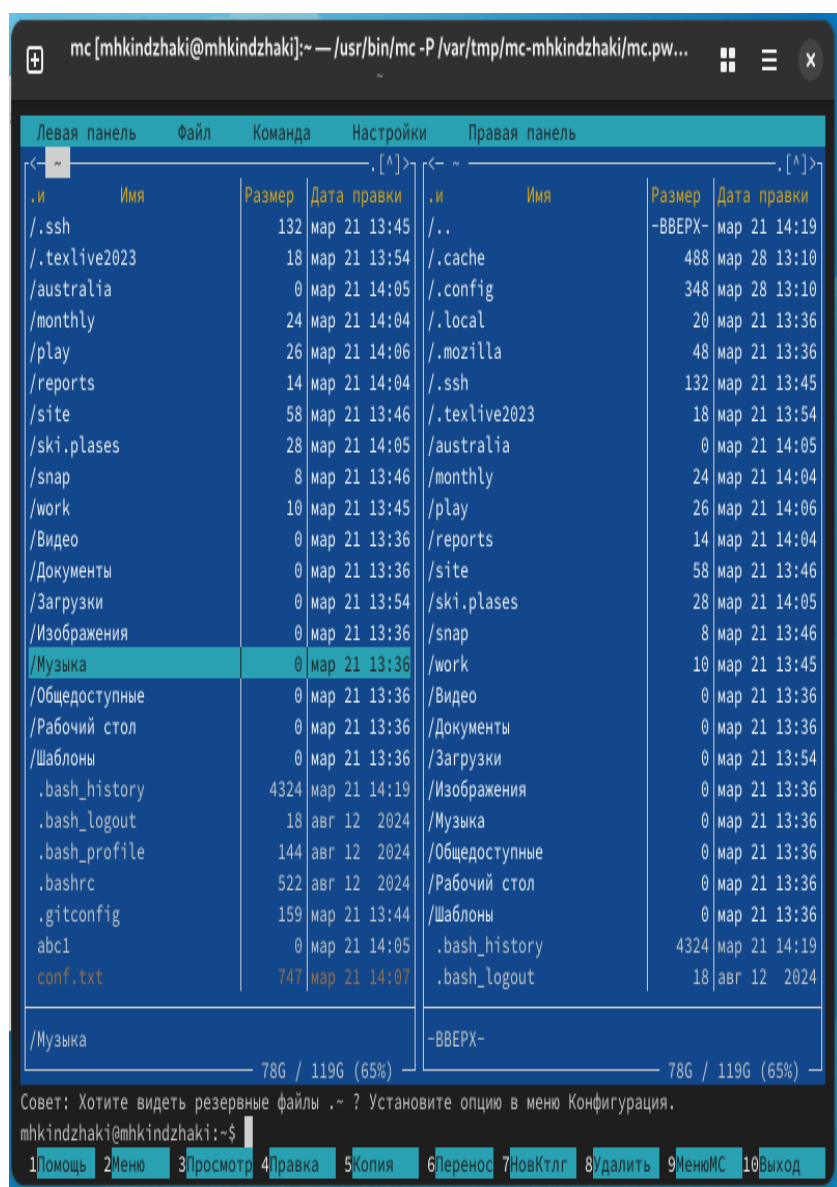 mc [mhkindzhaki@mhkindzhaki]:~ — /usr/bin/mc -P /var/tmp/mc-mhkindzhaki/mc.pw...
~
Левая панель Файл Команда Настройки Правая панель
<— ~ .[^]>
.и Имя Размер Дата правки
/.ssh 132 мар 21 13:45
/.texlive2023 18 мар 21 13:54
/australia 0 мар 21 14:05
/monthly 24 мар 21 14:04
/play 26 мар 21 14:06
/reports 14 мар 21 14:04
/site 58 мар 21 13:46
/ski.plases 28 мар 21 14:05
/snap 8 мар 21 13:46
/work 10 мар 21 13:45
/Видео 0 мар 21 13:36
/Документы 0 мар 21 13:36
/Загрузки 0 мар 21 13:54
/Изображения 0 мар 21 13:36
/Музыка 0 мар 21 13:36
/Общедоступные 0 мар 21 13:36
/Рабочий стол 0 мар 21 13:36
/Шаблоны 0 мар 21 13:36
.bash_history 4324 мар 21 14:19
.bash_logout 18 авг 12 2024
.bash_profile 144 авг 12 2024
.bashrc 522 авг 12 2024
.gitconfig 159 мар 21 13:44
abc1 0 мар 21 14:05
conf.txt 747 мар 21 14:07
/Музыка
78G / 119G (65%)
<— ~ .[^]>
.и Имя Размер Дата правки
/.. -ВВЕРХ- мар 21 14:19
/.cache 488 мар 28 13:10
/.config 348 мар 28 13:10
/.local 20 мар 21 13:36
/.mozilla 48 мар 21 13:36
/.ssh 132 мар 21 13:45
/.texlive2023 18 мар 21 13:54
/australia 0 мар 21 14:05
/monthly 24 мар 21 14:04
/play 26 мар 21 14:06
/reports 14 мар 21 14:04
/site 58 мар 21 13:46
/ski.plases 28 мар 21 14:05
/snap 8 мар 21 13:46
/work 10 мар 21 13:45
/Видео 0 мар 21 13:36
/Документы 0 мар 21 13:36
/Загрузки 0 мар 21 13:54
/Изображения 0 мар 21 13:36
/Музыка 0 мар 21 13:36
/Общедоступные 0 мар 21 13:36
/Рабочий стол 0 мар 21 13:36
/Шаблоны 0 мар 21 13:36
.bash_history 4324 мар 21 14:19
.bash_logout 18 авг 12 2024
-ВВЕРХ-
78G / 119G (65%)
Совет: Хотите видеть резервные файлы .~ ? Установите опцию в меню Конфигурация.
mhkindzhaki@mhkindzhaki:~$
1Помощь 2Меню 3Просмотр 4Правка 5Копия 6Перенос 7НовКтлг 8Удалить 9МенюMC 10Выход